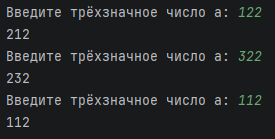 Введите трёхзначное число a: 122
212
Введите трёхзначное число a: 322
232
Введите трёхзначное число a: 112
112